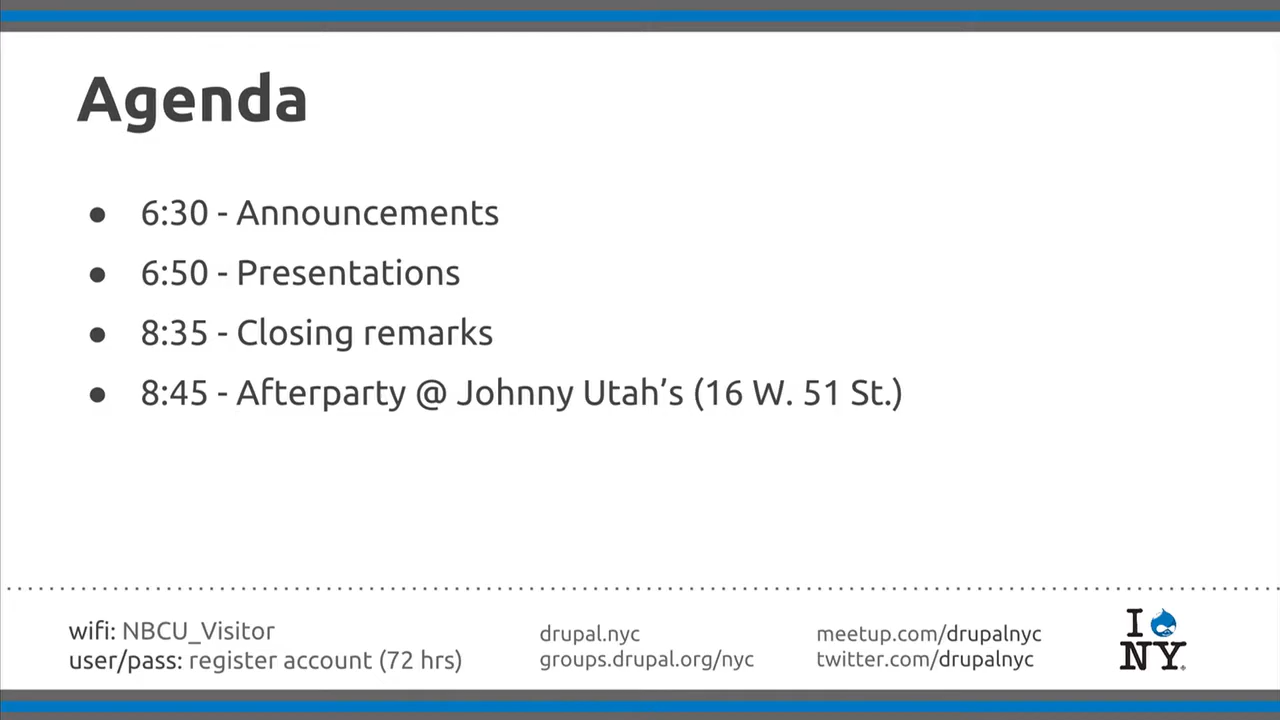 Agenda
● 6:30 - Announcements
● 6:50 - Presentations
● 8:35 - Closing remarks
● 8:45 - Afterparty @ Johnny Utah’s (16 W. 51 St.)
wifi: NBCU_Visitor
user/pass: register account (72 hrs)
drupal.nyc
groups.drupal.org/nyc
meetup.com/drupalnyc
twitter.com/drupalnyc
I
NY